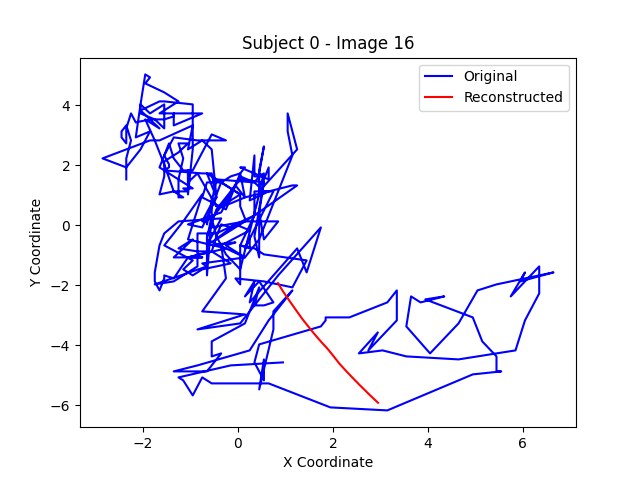 Subject 0 - Image 16
Original
Reconstructed
Y Coordinate
4
2
0
−2
−4
−6
−2
0
2
4
6
X Coordinate